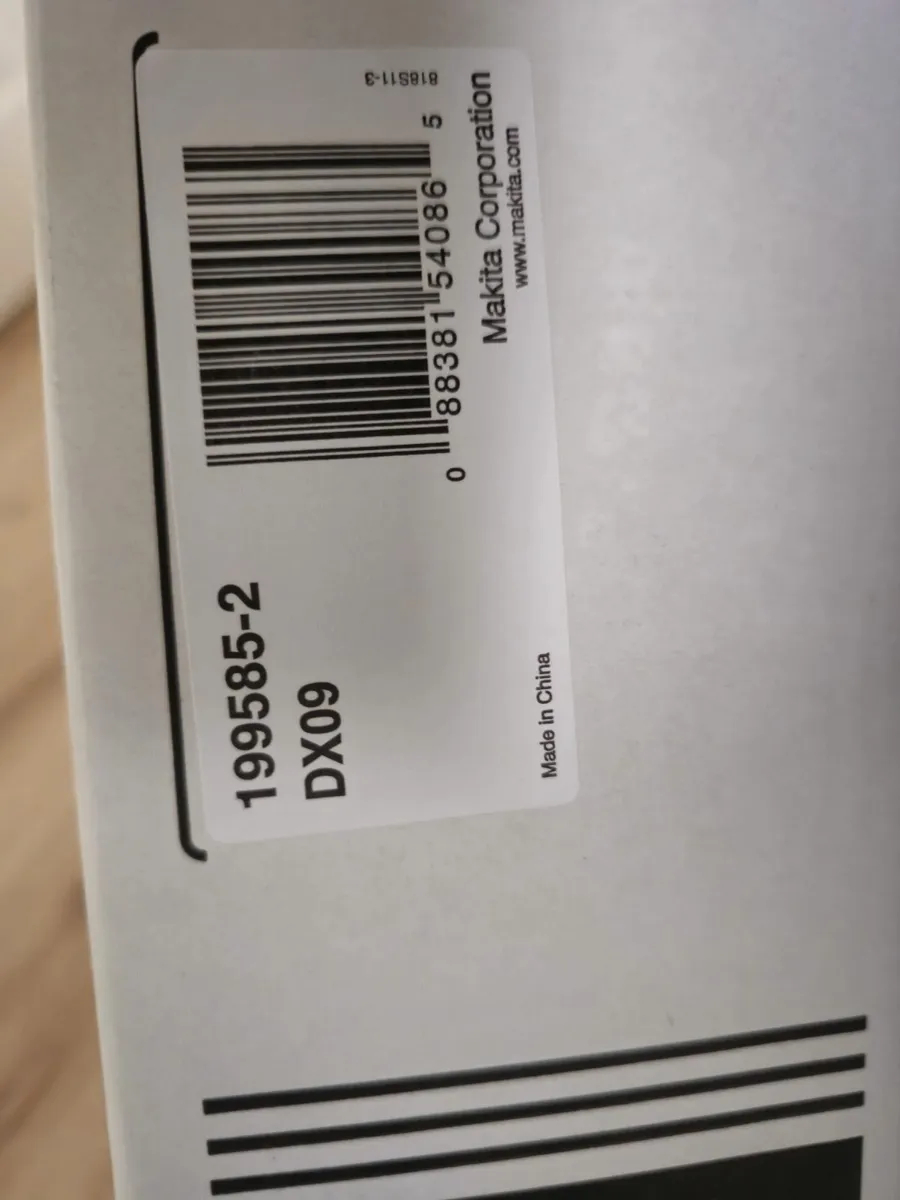 199585-2
DX09
0 88381 54086 5
818S11-3
Makita Corporation
www.makita.com
Made in China